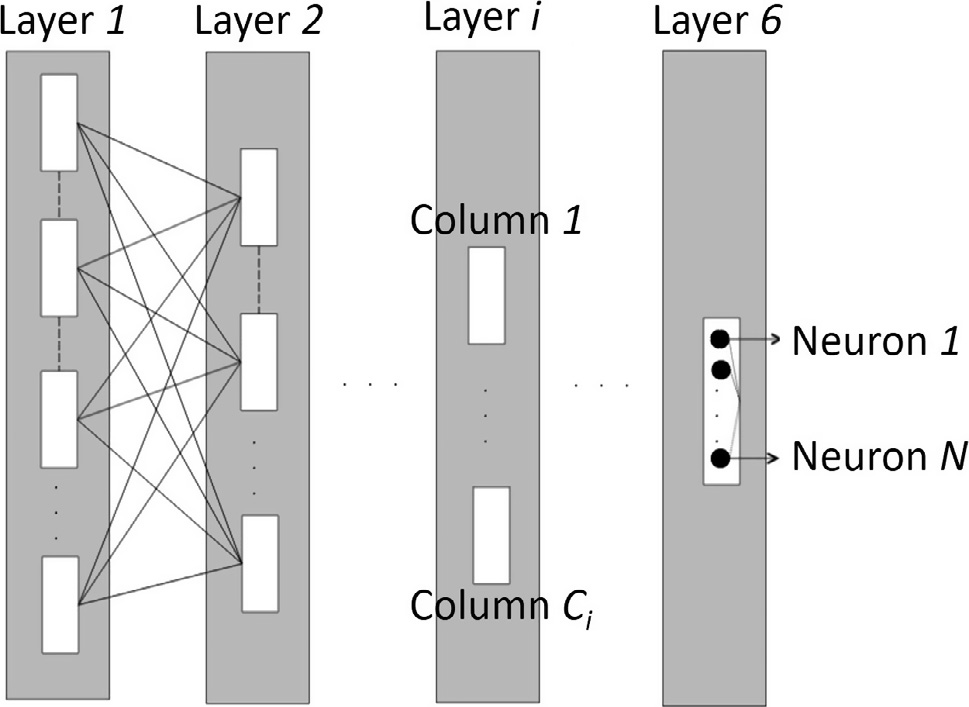 Layer 1
Layer 2
Layer i
Layer 6
Column 1
Neuron 1
Neuron N
Column Ci